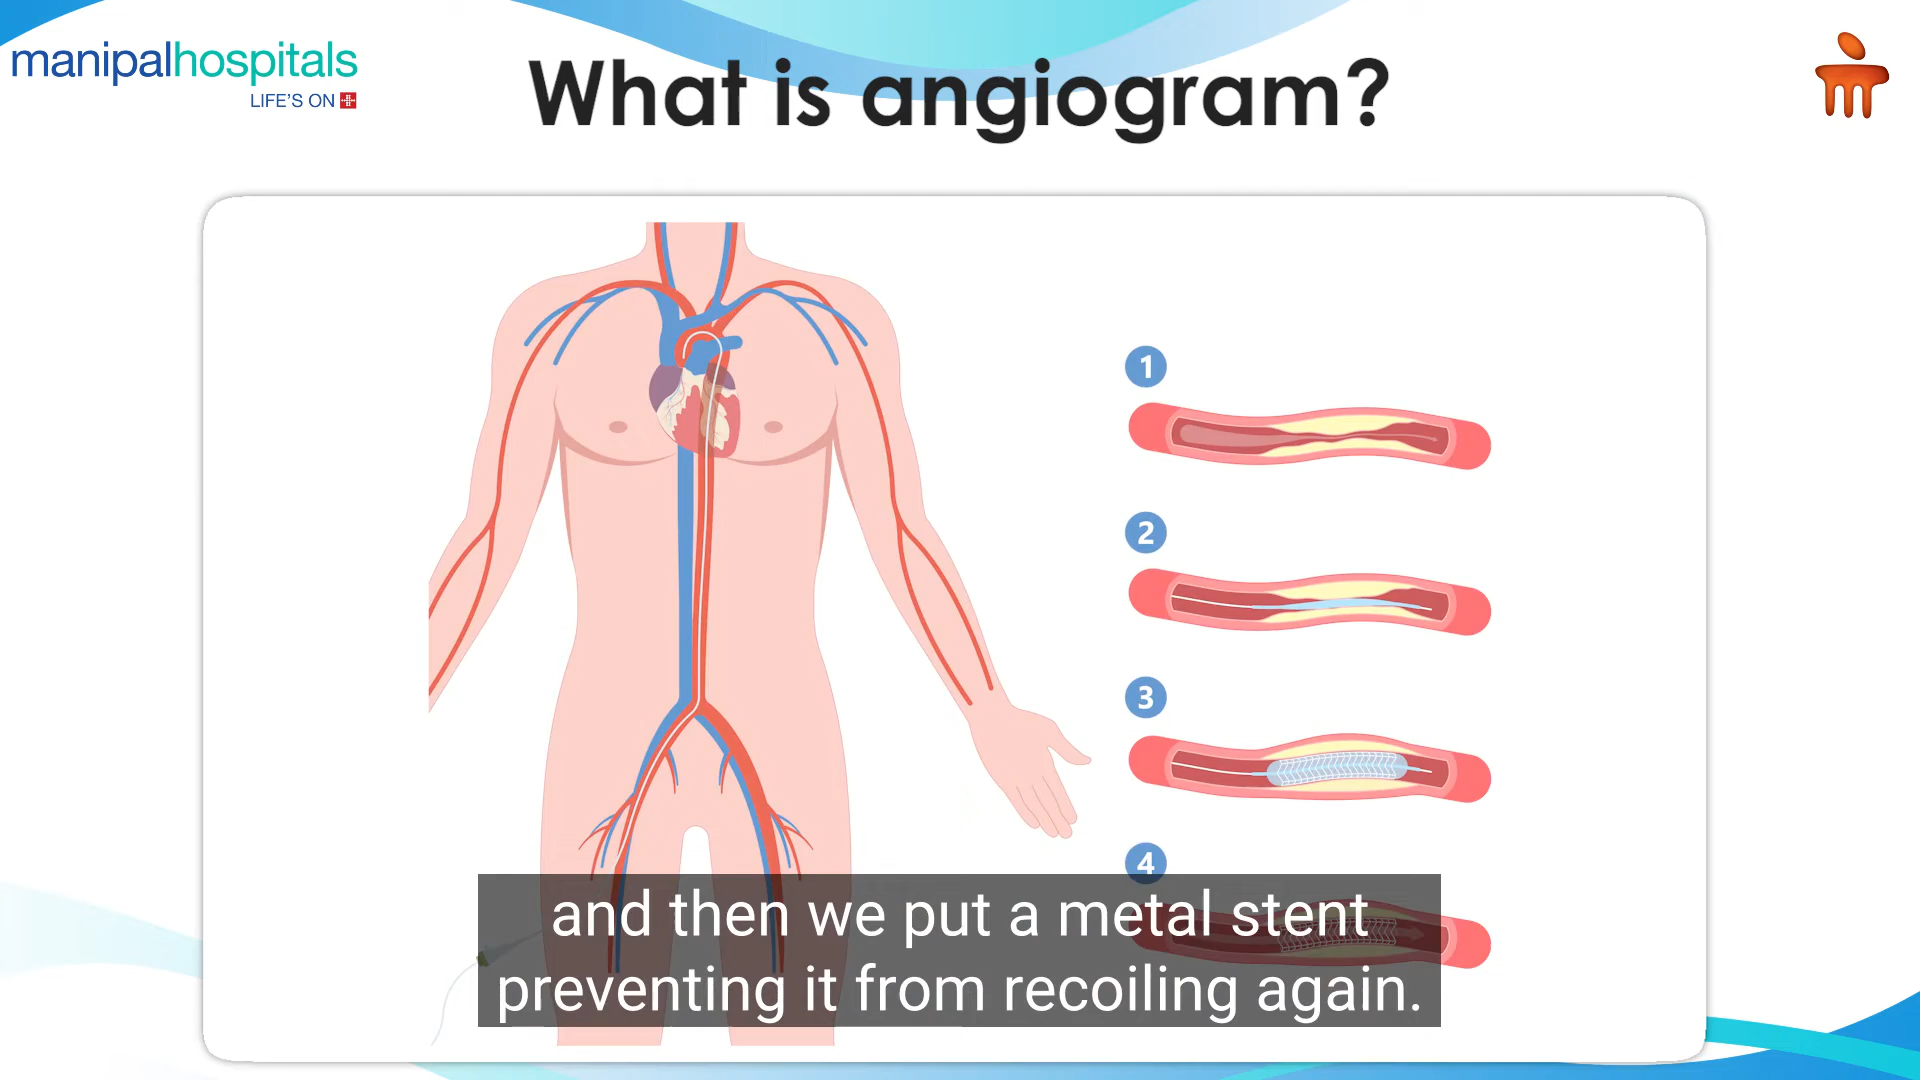 manipalhospitals
LIFE'S ON
What is angiogram?
1
2
3
4
and then we put a metal stent
preventing it from recoiling again.